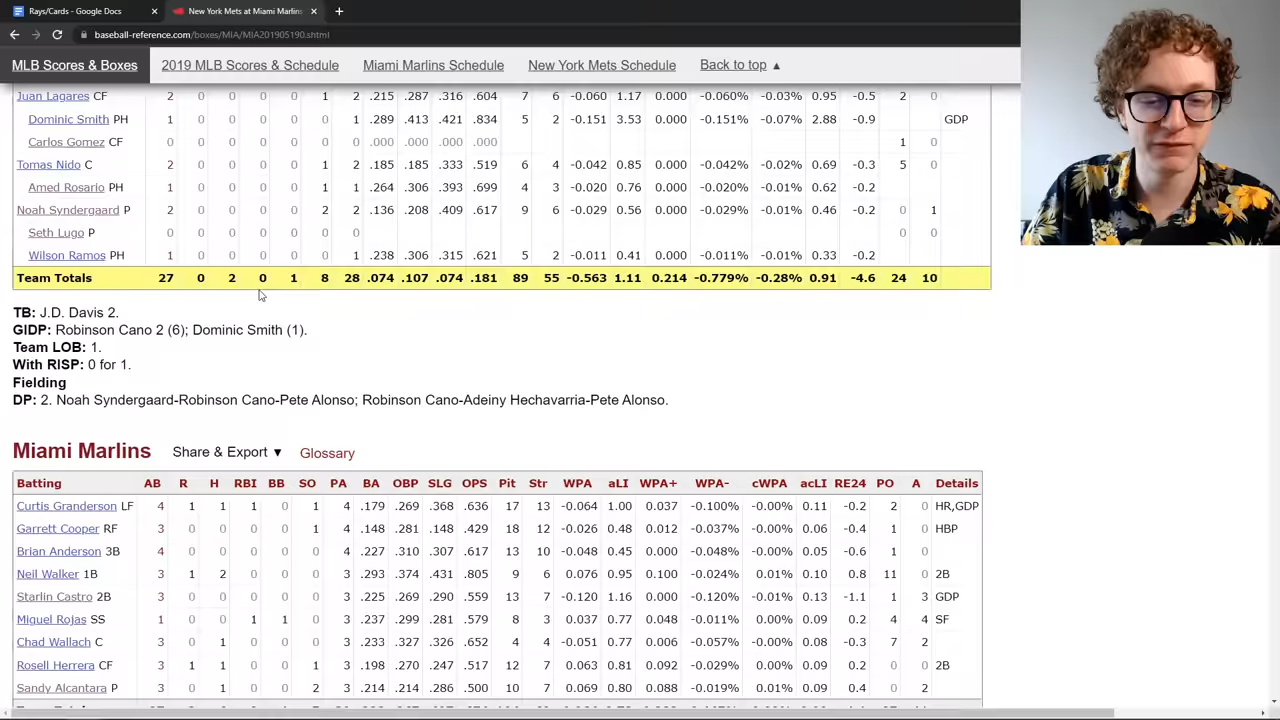 Rays/Cards - Google Docs × New York Mets at Miami Marlins × +
baseball-reference.com/boxes/MIA/MIA201905190.shtml
MLB Scores & Boxes 2019 MLB Scores & Schedule Miami Marlins Schedule New York Mets Schedule Back to top ▲
Juan Lagares CF 2 0 0 0 0 1 2 .215 .287 .316 .604 7 6 -0.060 1.17 0.000 -0.060% -0.03% 0.95 -0.5 2 0
Dominic Smith PH 1 0 0 0 0 0 1 .289 .413 .421 .834 5 2 -0.151 3.53 0.000 -0.151% -0.07% 2.88 -0.9 GDP
Carlos Gomez CF 0 0 0 0 0 0 0 .000 .000 .000 .000 1 0
Tomas Nido C 2 0 0 0 0 1 2 .185 .185 .333 .519 6 4 -0.042 0.85 0.000 -0.042% -0.02% 0.69 -0.3 5 0
Amed Rosario PH 1 0 0 0 0 1 1 .264 .306 .393 .699 4 3 -0.020 0.76 0.000 -0.020% -0.01% 0.62 -0.2
Noah Syndergaard P 2 0 0 0 0 2 2 .136 .208 .409 .617 9 6 -0.029 0.56 0.000 -0.029% -0.01% 0.46 -0.2 0 1
Seth Lugo P 0 0 0 0 0 0 0 0 0
Wilson Ramos PH 1 0 0 0 0 0 1 .238 .306 .315 .621 5 2 -0.011 0.41 0.000 -0.011% -0.01% 0.33 -0.2
Team Totals 27 0 2 0 1 8 28 .074 .107 .074 .181 89 55 -0.563 1.11 0.214 -0.779% -0.28% 0.91 -4.6 24 10
TB: J.D. Davis 2.
GIDP: Robinson Cano 2 (6); Dominic Smith (1).
Team LOB: 1.
With RISP: 0 for 1.
Fielding
DP: 2. Noah Syndergaard-Robinson Cano-Pete Alonso; Robinson Cano-Adeiny Hechavarria-Pete Alonso.
Miami Marlins Share & Export ▼ Glossary
Batting AB R H RBI BB SO PA BA OBP SLG OPS Pit Str WPA aLI WPA+ WPA- cWPA acLI RE24 PO A Details
Curtis Granderson LF 4 1 1 1 0 1 4 .179 .269 .368 .636 17 13 -0.064 1.00 0.037 -0.100% -0.00% 0.11 -0.2 2 0 HR,GDP
Garrett Cooper RF 3 0 0 0 0 1 4 .148 .281 .148 .429 18 12 -0.026 0.48 0.012 -0.037% -0.00% 0.06 -0.4 1 0 HBP
Brian Anderson 3B 4 0 0 0 0 0 4 .227 .310 .307 .617 13 10 -0.048 0.45 0.000 -0.048% -0.00% 0.05 -0.6 1 0
Neil Walker 1B 3 1 2 0 0 0 3 .293 .374 .431 .805 9 6 0.076 0.95 0.100 -0.024% 0.01% 0.10 0.8 11 0 2B
Starlin Castro 2B 3 0 0 0 0 0 3 .225 .269 .290 .559 13 7 -0.120 1.16 0.000 -0.120% -0.01% 0.13 -1.1 1 3 GDP
Miguel Rojas SS 1 0 0 1 1 0 3 .237 .299 .281 .579 8 3 0.037 0.77 0.048 -0.011% 0.00% 0.09 0.2 4 4 SF
Chad Wallach C 3 0 1 0 0 0 3 .233 .327 .326 .652 4 4 -0.051 0.77 0.006 -0.057% -0.00% 0.08 -0.3 7 2
Rosell Herrera CF 3 1 1 0 0 1 3 .198 .270 .247 .517 12 7 0.063 0.81 0.092 -0.029% 0.00% 0.09 0.2 0 0 2B
Sandy Alcantara P 3 0 1 0 0 2 3 .214 .214 .286 .500 10 7 0.069 0.80 0.088 -0.019% 0.01% 0.09 0.4 0 2